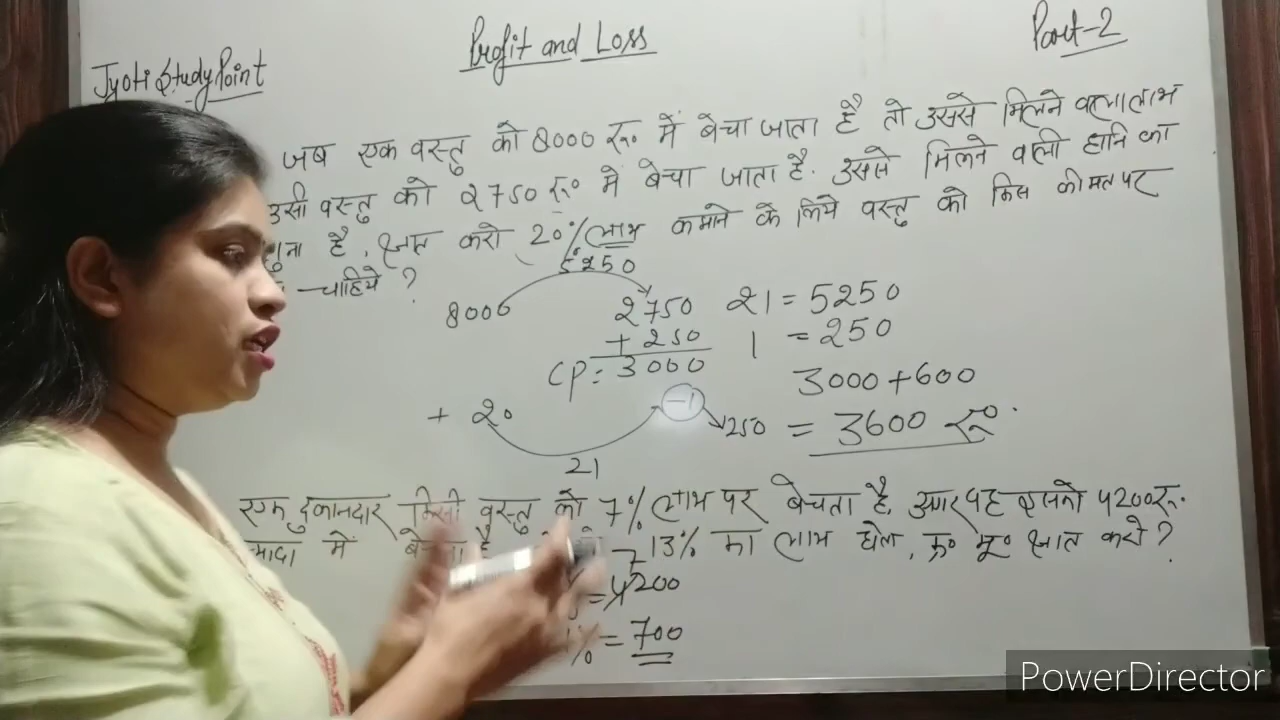 Profit and Loss
Part-2
Jyoti Study Point
जब एक वस्तु को 8000 रू० में बेचा जाता है तो उससे मिलने वाला लाभ
उसी वस्तु को 2750 रू० में बेचा जाता है. उससे मिलने वाली हानि का
गुना है, ज्ञात करो 20% लाभ कमाने के लिये वस्तु को किस कीमत पर
चाहिये ?
5250
8000 2750 21 = 5250
+ 250 1 = 250
CP: 3000 3000+600
+ 20 -1 250 = 3600 रू०.
21
एक दुकानदार किसी वस्तु को 7% लाभ पर बेचता है, अगर वह इसको 4200रू.
ज्यादा में बेचता है 13% का लाभ होता, क्र० मू० ज्ञात करो ?
7
= 4200
% = 700
PowerDirector